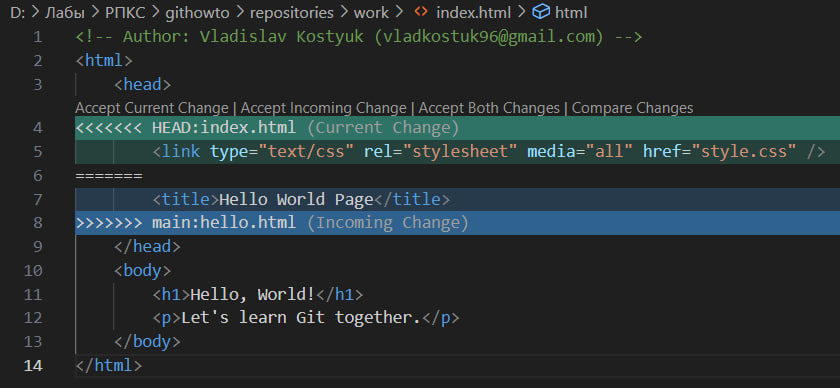 D: > Лабы > РПКС > githowto > repositories > work > <> index.html > html
1 <!-- Author: Vladislav Kostyuk (vladkostuk96@gmail.com) -->
2 <html>
3 <head>
Accept Current Change | Accept Incoming Change | Accept Both Changes | Compare Changes
4 <<<<<<< HEAD:index.html (Current Change)
5 <link type="text/css" rel="stylesheet" media="all" href="style.css" />
6 =======
7 <title>Hello World Page</title>
8 >>>>>>> main:hello.html (Incoming Change)
9 </head>
10 <body>
11 <h1>Hello, World!</h1>
12 <p>Let's learn Git together.</p>
13 </body>
14 </html>